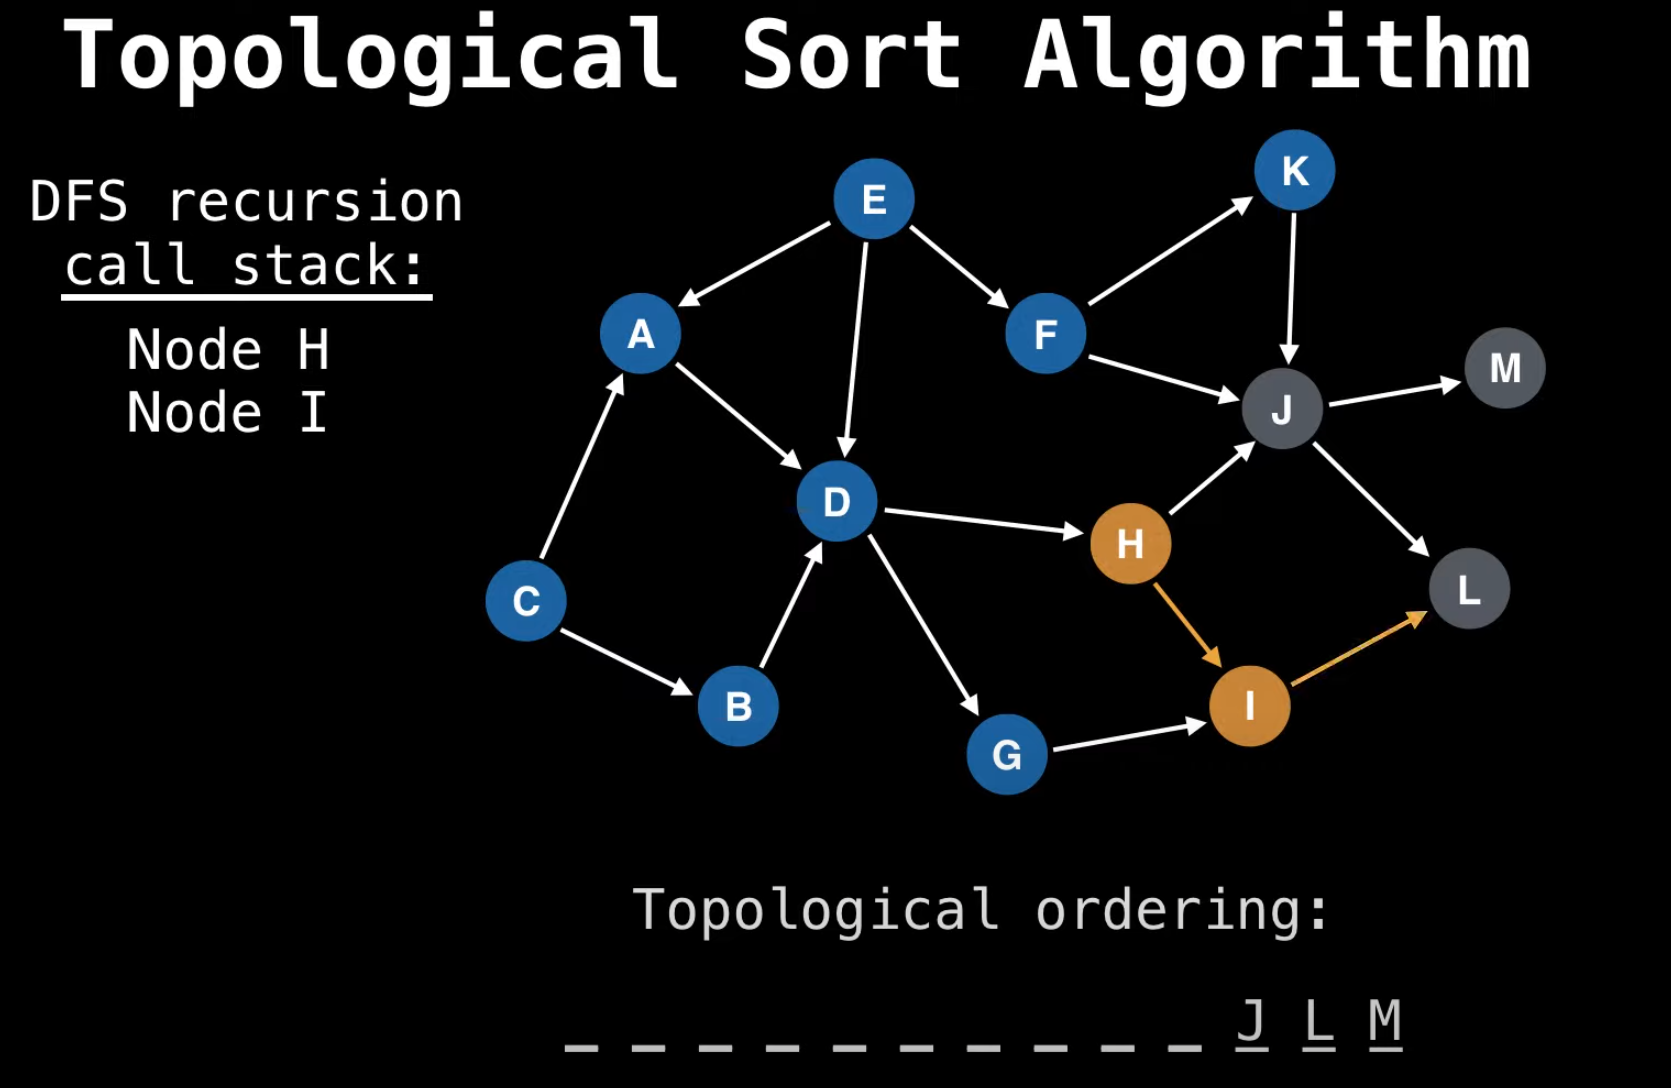 Topological Sort Algorithm
DFS recursion
call stack:
Node H
Node I
K
E
A
F
M
J
D
H
C
L
B
I
G
Topological ordering:
_ _ _ _ _ _ _ _ _ _ J L M